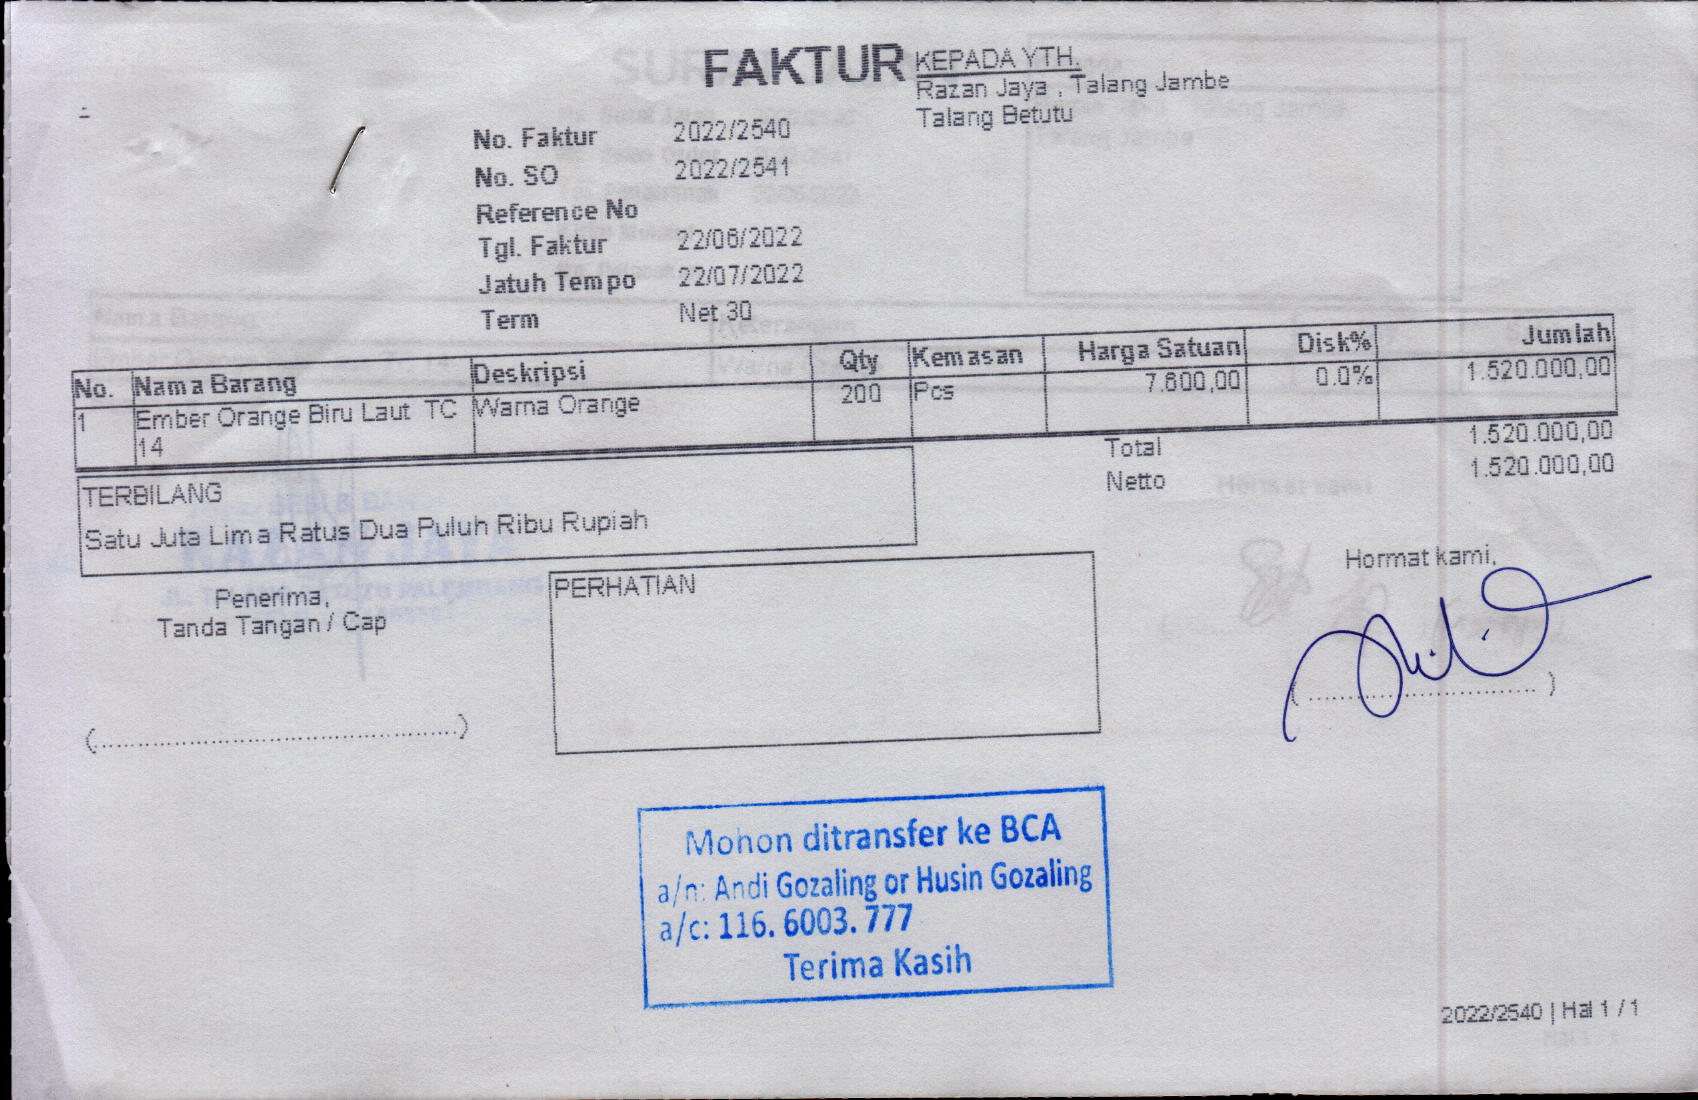 FAKTUR
KEPADA YTH.
Razan Jaya , Talang Jambe
Talang Betutu
No. Faktur 2022/2540
No. SO 2022/2541
Reference No
Tgl. Faktur 22/06/2022
Jatuh Tempo 22/07/2022
Term Net 30
No. Nama Barang Deskripsi Qty Kemasan Harga Satuan Disk% Jumlah
1 Ember Orange Biru Laut TC Warna Orange 200 Pcs 7.600,00 0.0% 1.520.000,00
14
Total 1.520.000,00
Netto 1.520.000,00
TERBILANG
Satu Juta Lima Ratus Dua Puluh Ribu Rupiah
Penerima,
Tanda Tangan / Cap
(................................................)
PERHATIAN
Hormat kami,
(..............................)
Mohon ditransfer ke BCA
a/n: Andi Gozaling or Husin Gozaling
a/c: 116. 6003. 777
Terima Kasih
2022/2540 | Hal 1 / 1